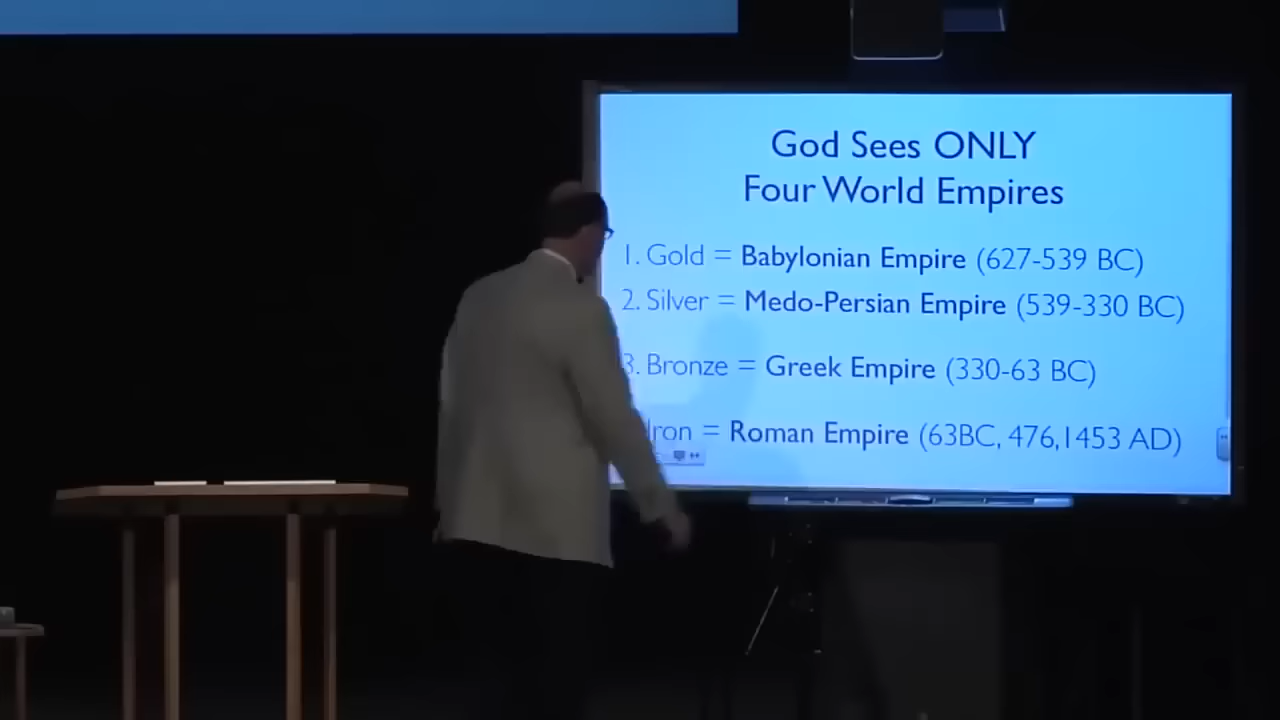 God Sees ONLY
Four World Empires
1. Gold = Babylonian Empire (627-539 BC)
2. Silver = Medo-Persian Empire (539-330 BC)
3. Bronze = Greek Empire (330-63 BC)
Iron = Roman Empire (63BC, 476,1453 AD)